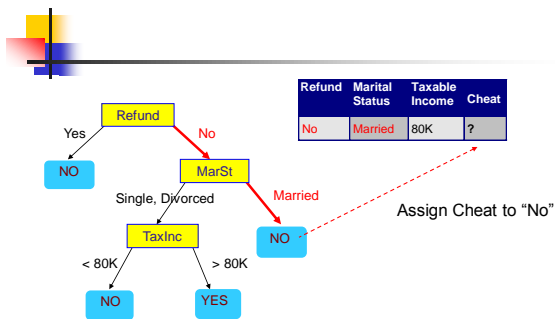 Refund Marital Status Taxable Income Cheat
No Married 80K ?
Refund
Yes No
NO MarSt
Single, Divorced Married
Assign Cheat to “No”
TaxInc NO
< 80K > 80K
NO YES